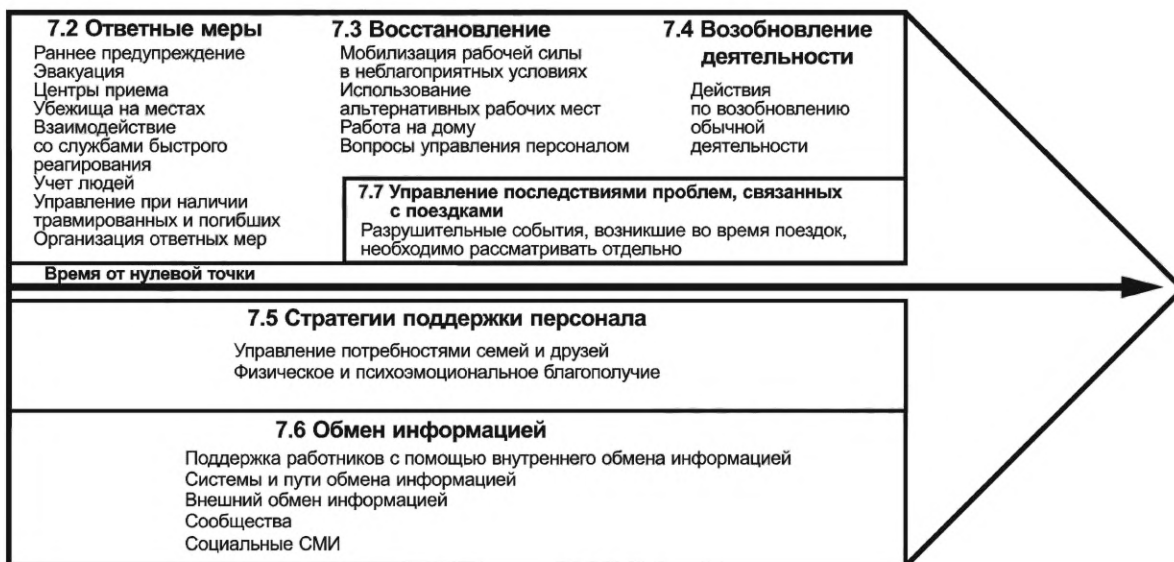 7.2 Ответные меры
Раннее предупреждение
Эвакуация
Центры приема
Убежища на местах
Взаимодействие
со службами быстрого
реагирования
Учет людей
Управление при наличии
травмированных и погибших
Организация ответных мер
7.3 Восстановление
Мобилизация рабочей силы
в неблагоприятных условиях
Использование
альтернативных рабочих мест
Работа на дому
Вопросы управления персоналом
7.4 Возобновление
деятельности
Действия
по возобновлению
обычной
деятельности
7.7 Управление последствиями проблем, связанных
с поездками
Разрушительные события, возникшие во время поездок,
необходимо рассматривать отдельно
Время от нулевой точки
7.5 Стратегии поддержки персонала
Управление потребностями семей и друзей
Физическое и психоэмоциональное благополучие
7.6 Обмен информацией
Поддержка работников с помощью внутреннего обмена информацией
Системы и пути обмена информацией
Внешний обмен информацией
Сообщества
Социальные СМИ